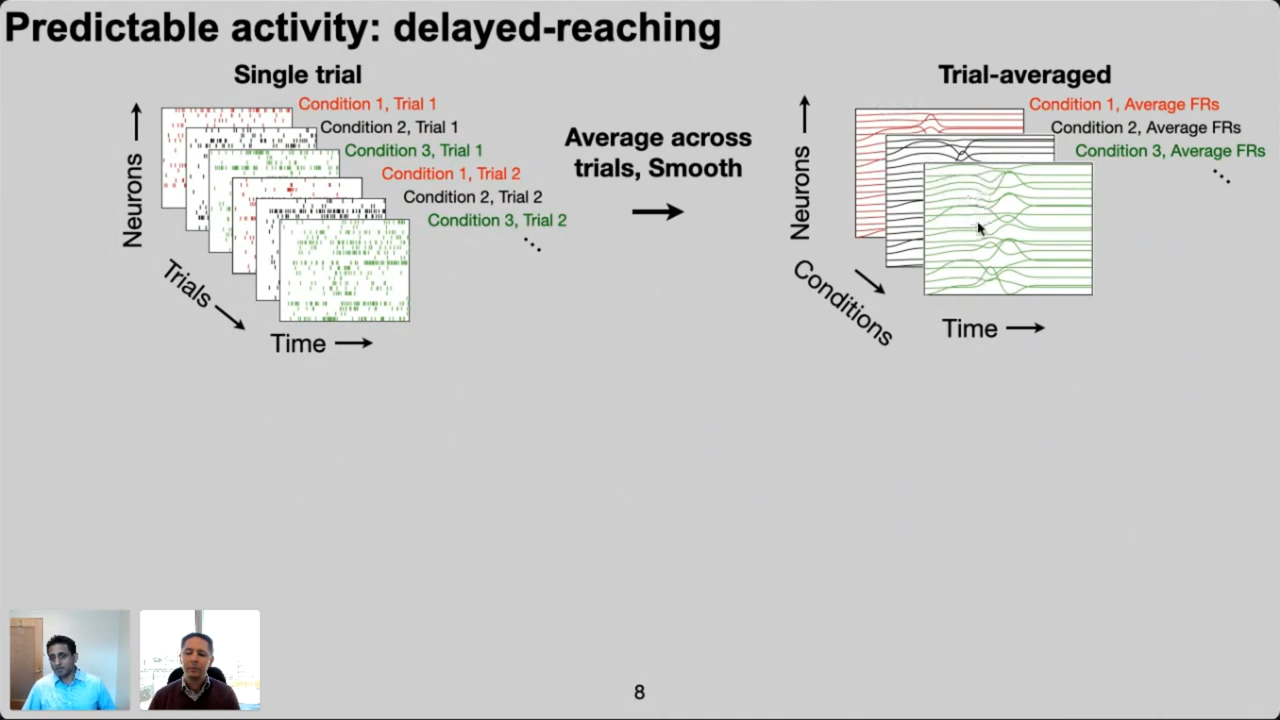 Predictable activity: delayed-reaching
Single trial
Neurons
Trials
Time
Condition 1, Trial 1
Condition 2, Trial 1
Condition 3, Trial 1
Condition 1, Trial 2
Condition 2, Trial 2
Condition 3, Trial 2
Average across
trials, Smooth
Trial-averaged
Neurons
Conditions
Time
Condition 1, Average FRs
Condition 2, Average FRs
Condition 3, Average FRs
8